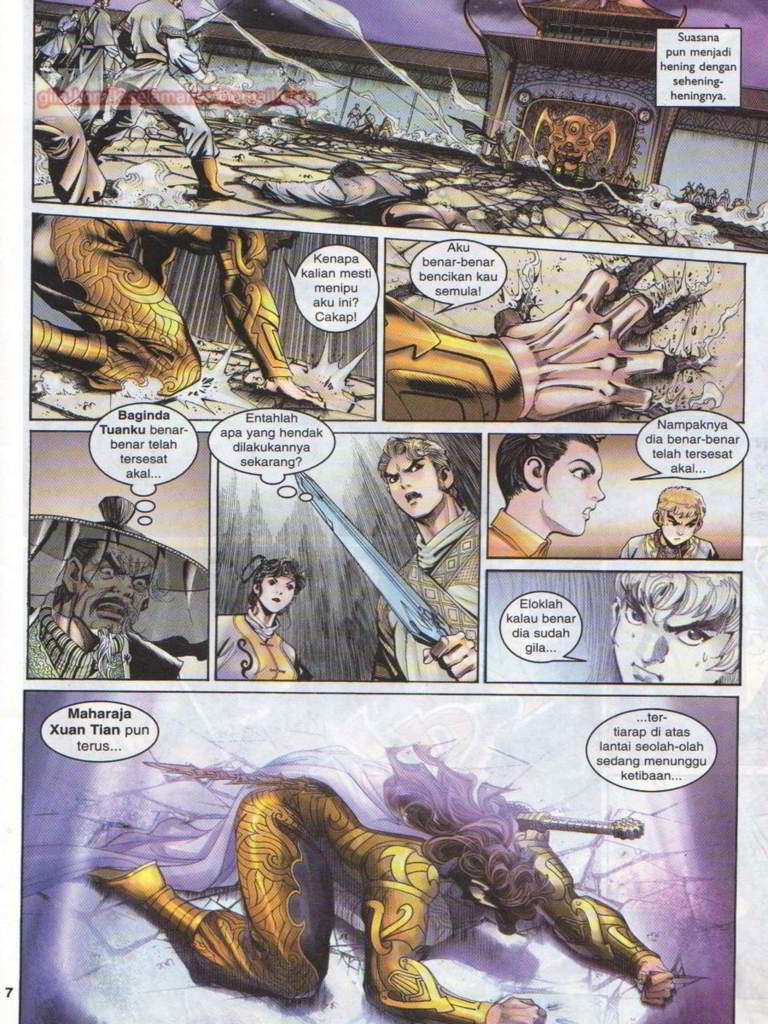 Suasana
pun menjadi
hening dengan
sehening-
heningnya.
Kenapa
kalian mesti
menipu
aku ini?
Cakap!
Aku
benar-benar
bencikan kau
semula!
Baginda
Tuanku benar-
benar telah
tersesat
akal...
Entahlah
apa yang hendak
dilakukannya
sekarang?
Nampaknya
dia benar-benar
telah tersesat
akal...
Eloklah
kalau benar
dia sudah
gila...
Maharaja
Xuan Tian pun
terus...
...ter-
tiarap di atas
lantai seolah-olah
sedang menunggu
ketibaan...
7